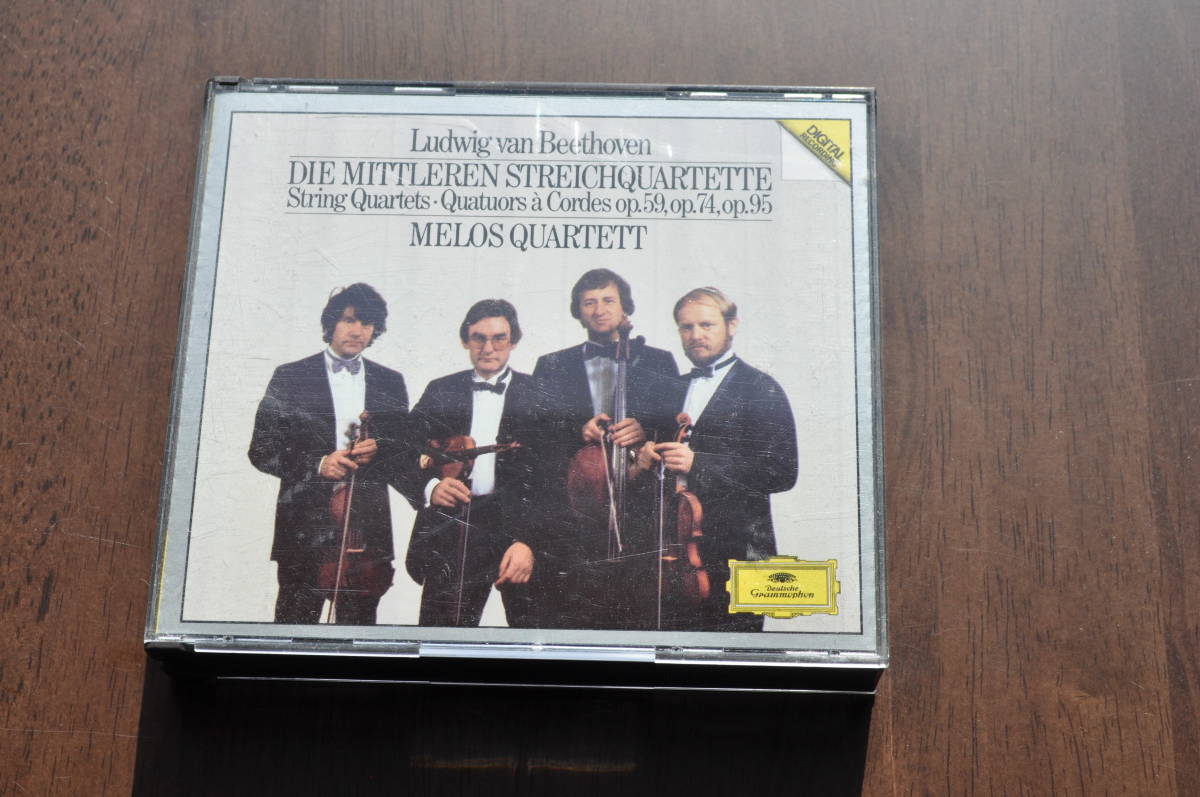 Ludwig van Beethoven
DIGITAL
RECORDING
DIE MITTLEREN STREICHQUARTETTE
String Quartets · Quatuors à Cordes op.59, op.74, op.95
MELOS QUARTETT
Deutsche
Grammophon